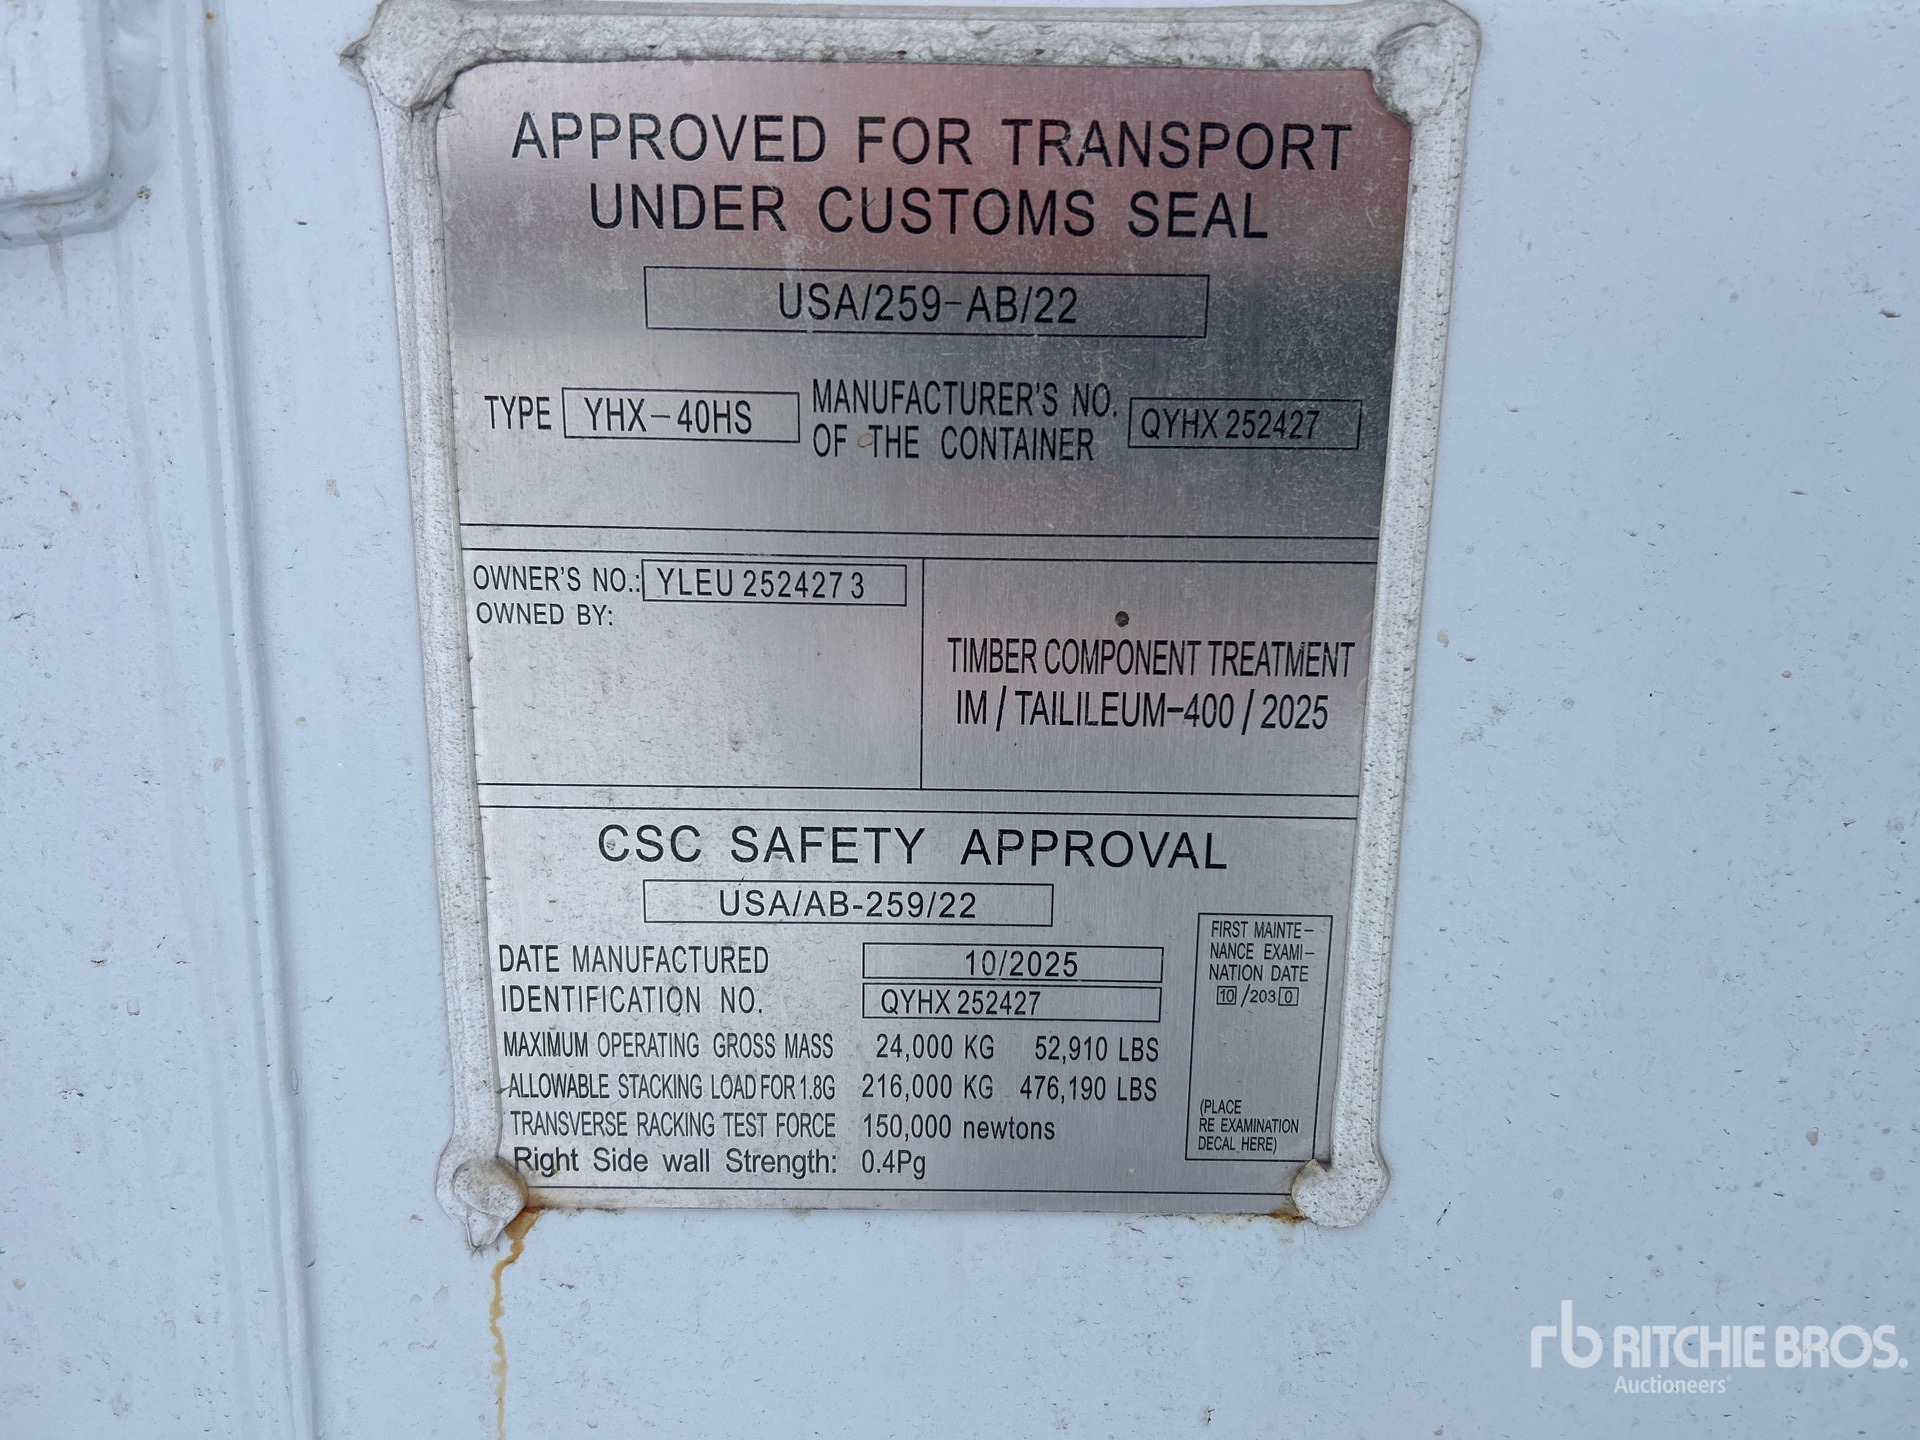 APPROVED FOR TRANSPORT
UNDER CUSTOMS SEAL
USA/259-AB/22
TYPE YHX-40HS
MANUFACTURER'S NO.
OF THE CONTAINER
QYHX 252427
OWNER'S NO.: YLEU 252427 3
OWNED BY:
TIMBER COMPONENT TREATMENT
IM / TAILILEUM-400 / 2025
CSC SAFETY APPROVAL
USA/AB-259/22
DATE MANUFACTURED 10/2025
IDENTIFICATION NO. QYHX 252427
MAXIMUM OPERATING GROSS MASS 24,000 KG 52,910 LBS
ALLOWABLE STACKING LOAD FOR 1.8G 216,000 KG 476,190 LBS
TRANSVERSE RACKING TEST FORCE 150,000 newtons
Right Side wall Strength: 0.4Pg
FIRST MAINTE-
NANCE EXAMI-
NATION DATE
10/2030
(PLACE
RE EXAMINATION
DECAL HERE)
rb RITCHIE BROS.
Auctioneers